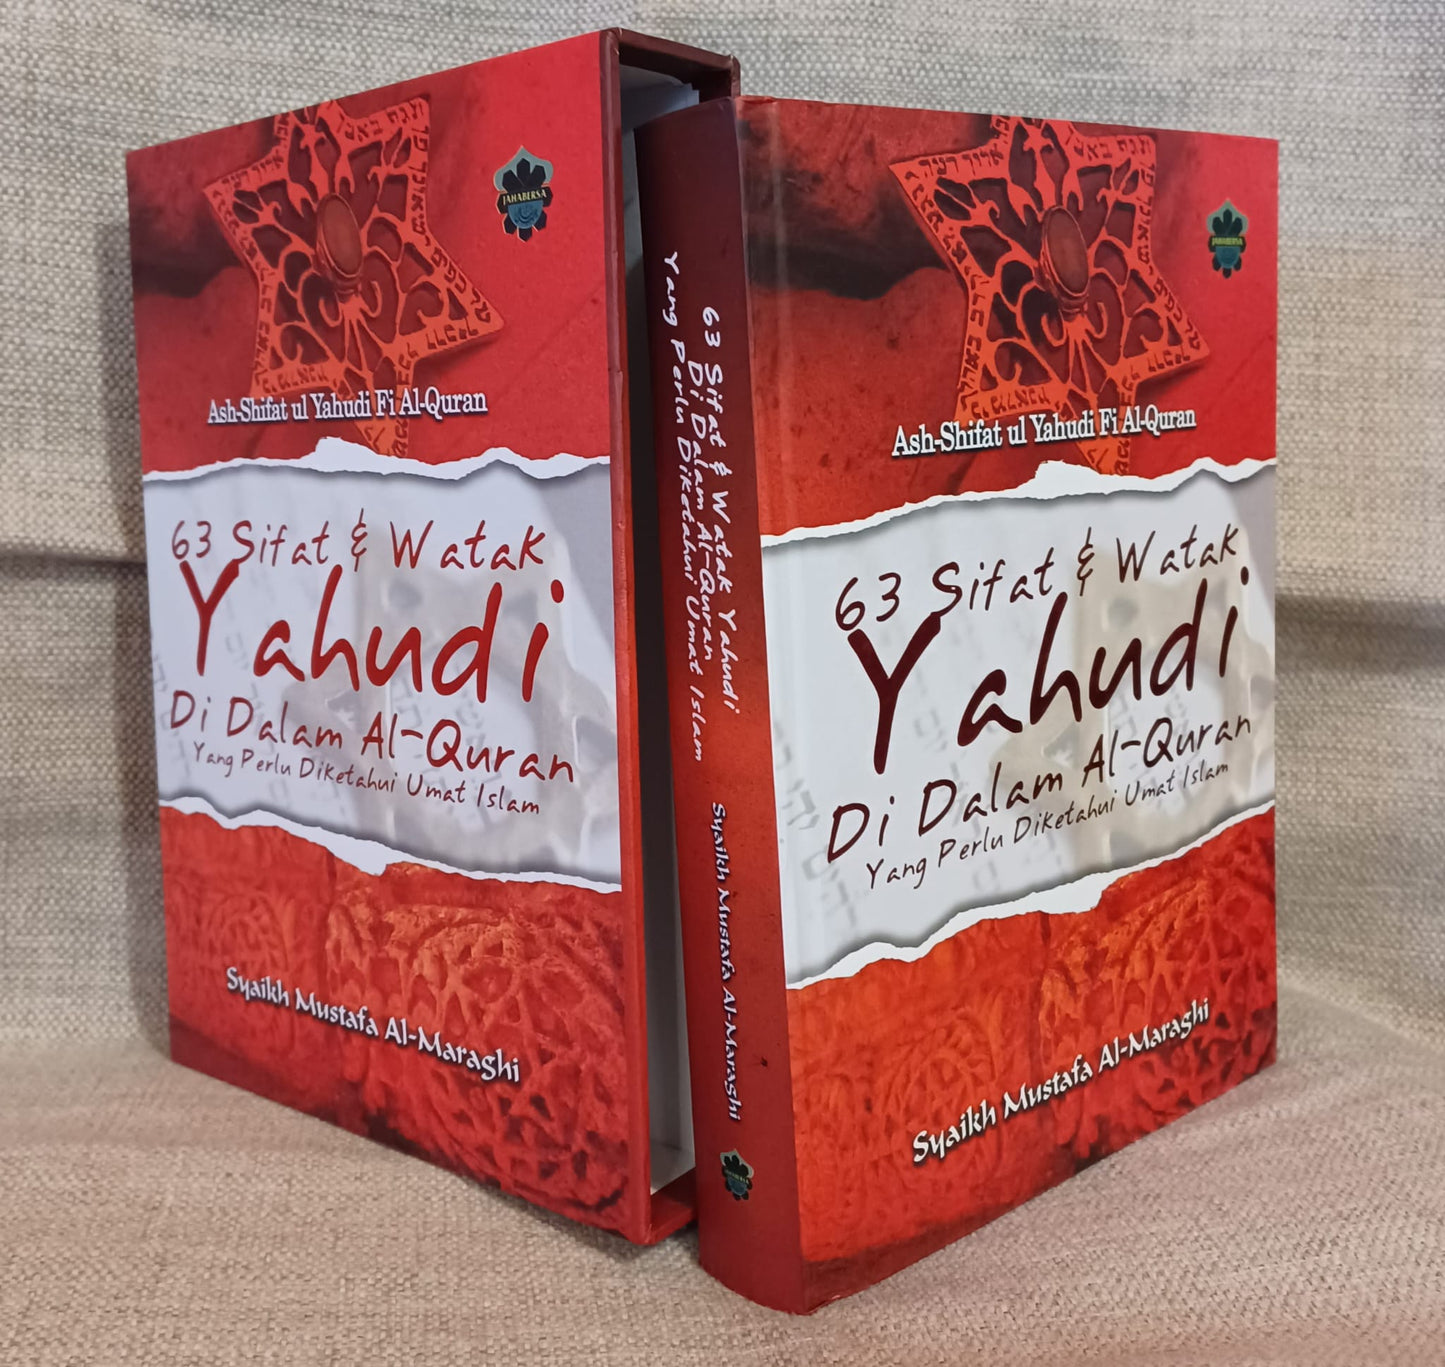 JAHABERSA
Ash-Shifat ul Yahudi Fi Al-Quran
63 Sifat & Watak
Yahudi
Di Dalam Al-Quran
Yang Perlu Diketahui Umat Islam
Syaikh Mustafa Al-Maraghi
63 Sifat & Watak Yahudi
Di Dalam Al-Quran
Yang Perlu Diketahui Umat Islam
Syaikh Mustafa Al-Maraghi
JAHABERSA
JAHABERSA
Ash-Shifat ul Yahudi Fi Al-Quran
63 Sifat & Watak
Yahudi
Di Dalam Al-Quran
Yang Perlu Diketahui Umat Islam
Syaikh Mustafa Al-Maraghi